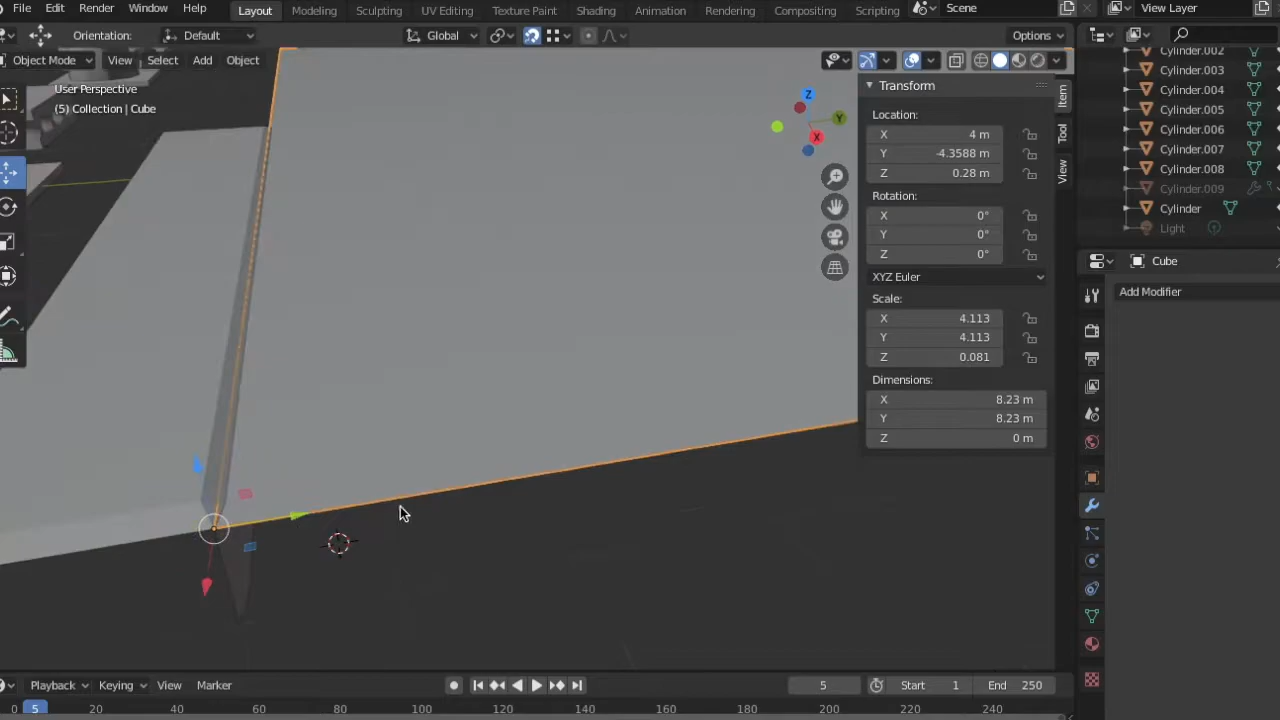 File Edit Render Window Help Layout Modeling Sculpting UV Editing Texture Paint Shading Animation Rendering Compositing Scripting Scene View Layer
Orientation: Default Global Options
Object Mode View Select Add Object
User Perspective
(5) Collection | Cube
Z
Y
X
Transform
Location:
X 4 m
Y -4.3588 m
Z 0.28 m
Rotation:
X 0°
Y 0°
Z 0°
XYZ Euler
Scale:
X 4.113
Y 4.113
Z 0.081
Dimensions:
X 8.23 m
Y 8.23 m
Z 0 m
Item
Tool
View
Cylinder.002
Cylinder.003
Cylinder.004
Cylinder.005
Cylinder.006
Cylinder.007
Cylinder.008
Cylinder.009
Cylinder
Light
Cube
Add Modifier
Playback Keying View Marker 5 Start 1 End 250
0 5 20 40 60 80 100 120 140 160 180 200 220 240